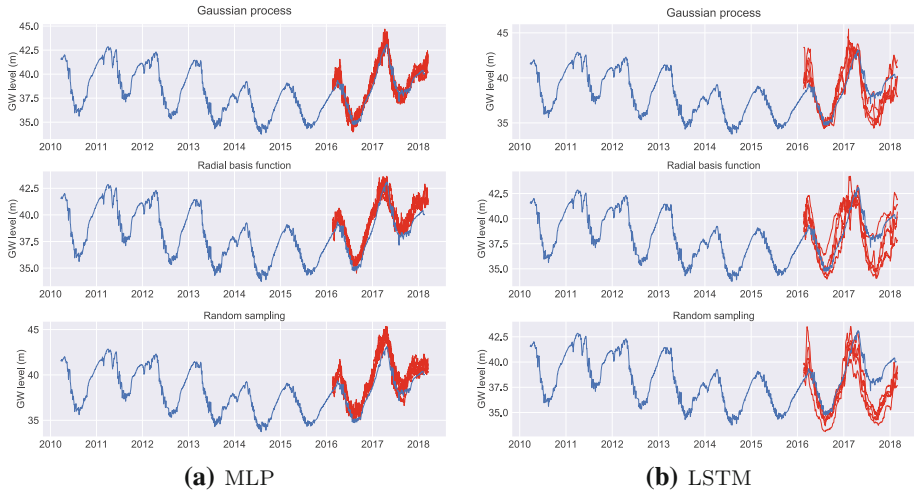 Gaussian process
45.0
42.5
40.0
37.5
35.0
GW level (m)
2010 2011 2012 2013 2014 2015 2016 2017 2018
Radial basis function
42.5
40.0
37.5
35.0
GW level (m)
2010 2011 2012 2013 2014 2015 2016 2017 2018
Random sampling
45
40
35
GW level (m)
2010 2011 2012 2013 2014 2015 2016 2017 2018
(a) MLP
Gaussian process
45
40
35
GW level (m)
2010 2011 2012 2013 2014 2015 2016 2017 2018
Radial basis function
42.5
40.0
37.5
35.0
GW level (m)
2010 2011 2012 2013 2014 2015 2016 2017 2018
Random sampling
42.5
40.0
37.5
35.0
GW level (m)
2010 2011 2012 2013 2014 2015 2016 2017 2018
(b) LSTM